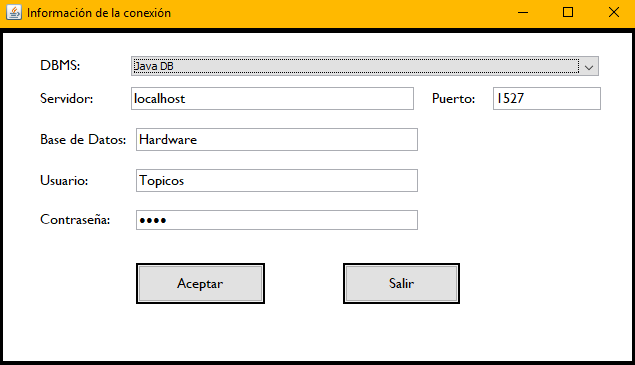 Información de la conexión
DBMS: Java DB
Servidor: localhost Puerto: 1527
Base de Datos: Hardware
Usuario: Topicos
Contraseña: ••••
Aceptar Salir